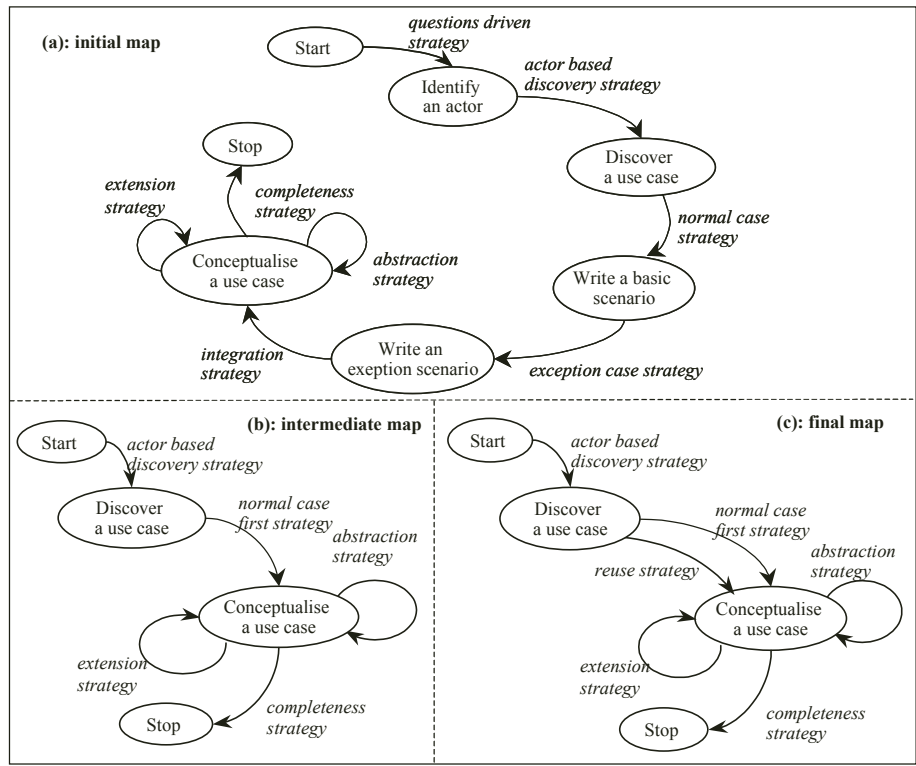 (a): initial map
Start
questions driven
strategy
Identify
an actor
actor based
discovery strategy
Discover
a use case
normal case
strategy
Write a basic
scenario
exception case strategy
Write an
exeption scenario
integration
strategy
Conceptualise
a use case
extension
strategy
abstraction
strategy
completeness
strategy
Stop
(b): intermediate map
Start
actor based
discovery strategy
Discover
a use case
normal case
first strategy
abstraction
strategy
Conceptualise
a use case
extension
strategy
completeness
strategy
Stop
(c): final map
Start
actor based
discovery strategy
Discover
a use case
normal case
first strategy
reuse strategy
abstraction
strategy
Conceptualise
a use case
extension
strategy
completeness
strategy
Stop